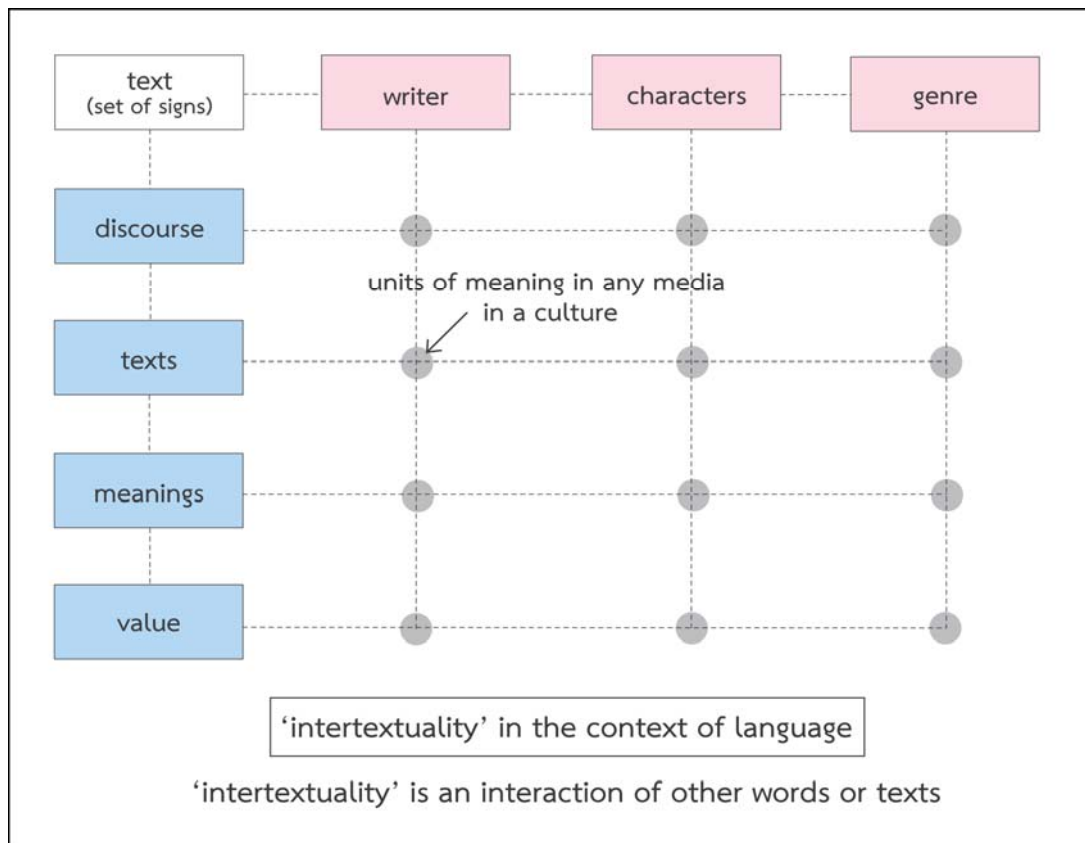 text
(set of signs)
writer
characters
genre
discourse
units of meaning in any media
in a culture
texts
meanings
value
‘intertextuality’ in the context of language
‘intertextuality’ is an interaction of other words or texts